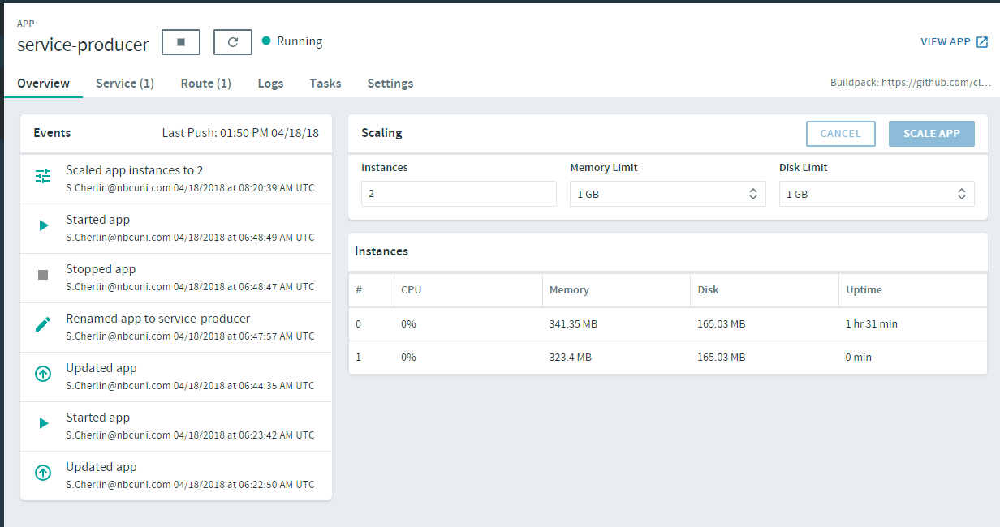 APP
service-producer
Running
VIEW APP
Overview Service (1) Route (1) Logs Tasks Settings
Buildpack: https://github.com/cl...
Events Last Push: 01:50 PM 04/18/18
Scaled app instances to 2
S.Cherlin@nbcuni.com 04/18/2018 at 08:20:39 AM UTC
Started app
S.Cherlin@nbcuni.com 04/18/2018 at 06:48:49 AM UTC
Stopped app
S.Cherlin@nbcuni.com 04/18/2018 at 06:48:47 AM UTC
Renamed app to service-producer
S.Cherlin@nbcuni.com 04/18/2018 at 06:47:57 AM UTC
Updated app
S.Cherlin@nbcuni.com 04/18/2018 at 06:44:35 AM UTC
Started app
S.Cherlin@nbcuni.com 04/18/2018 at 06:23:42 AM UTC
Updated app
S.Cherlin@nbcuni.com 04/18/2018 at 06:22:50 AM UTC
Scaling CANCEL SCALE APP
Instances Memory Limit Disk Limit
2 1 GB 1 GB
Instances
# CPU Memory Disk Uptime
0 0% 341.35 MB 165.03 MB 1 hr 31 min
1 0% 323.4 MB 165.03 MB 0 min